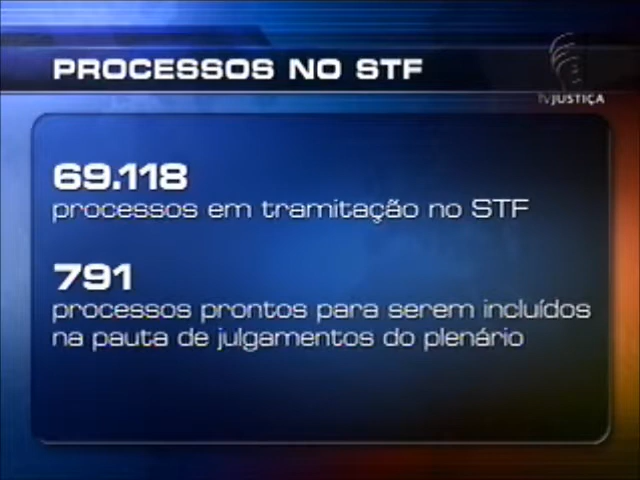 PROCESSOS NO STF
TVJUSTIÇA
69.118
processos em tramitação no STF
791
processos prontos para serem incluídos
na pauta de julgamentos do plenário